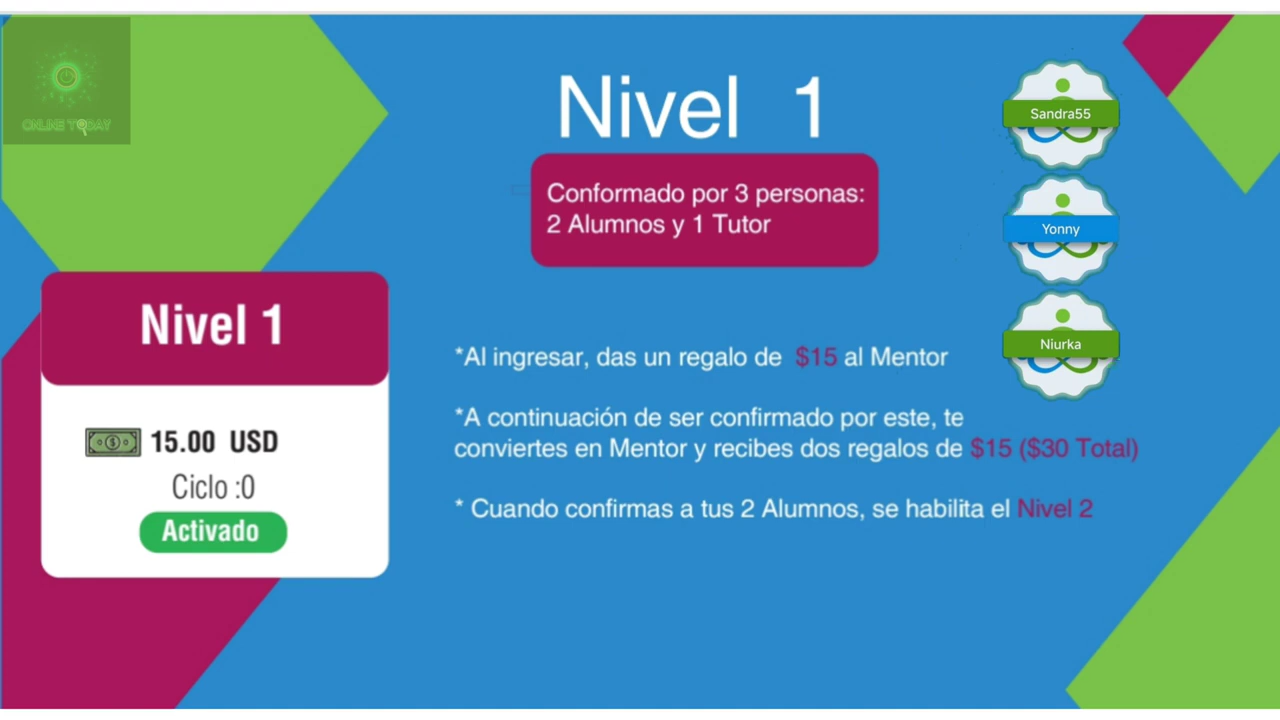 ONLINE TODAY
Nivel 1
Conformado por 3 personas:
2 Alumnos y 1 Tutor
Sandra55
Yonny
Niurka
Nivel 1
15.00 USD
Ciclo :0
Activado
*Al ingresar, das un regalo de $15 al Mentor
*A continuación de ser confirmado por este, te
conviertes en Mentor y recibes dos regalos de $15 ($30 Total)
* Cuando confirmas a tus 2 Alumnos, se habilita el Nivel 2